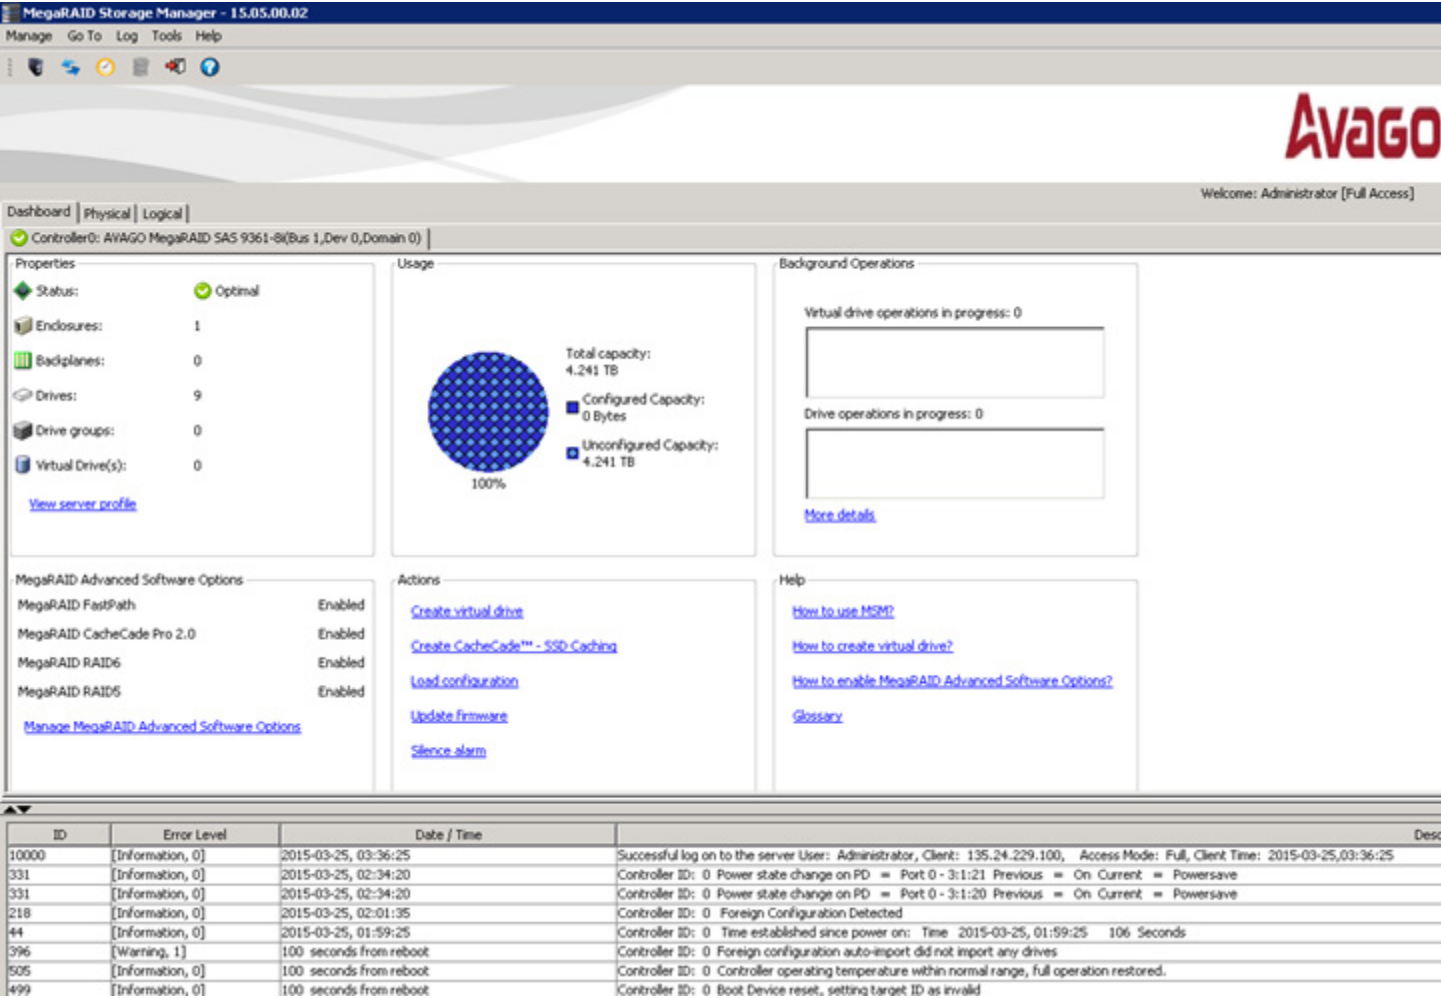 MegaRAID Storage Manager - 15.05.00.02
Manage Go To Log Tools Help
Avago
Welcome: Administrator [Full Access]
Dashboard Physical Logical
Controller0: AVAGO MegaRAID SAS 9361-8i(Bus 1,Dev 0,Domain 0)
Properties
Status: Optimal
Enclosures: 1
Backplanes: 0
Drives: 9
Drive groups: 0
Virtual Drive(s): 0
View server profile
Usage
Total capacity:
4.241 TB
Configured Capacity:
0 Bytes
Unconfigured Capacity:
4.241 TB
100%
Background Operations
Virtual drive operations in progress: 0
Drive operations in progress: 0
More details
MegaRAID Advanced Software Options
MegaRAID FastPath Enabled
MegaRAID CacheCade Pro 2.0 Enabled
MegaRAID RAID6 Enabled
MegaRAID RAID5 Enabled
Manage MegaRAID Advanced Software Options
Actions
Create virtual drive
Create CacheCade™ - SSD Caching
Load configuration
Update firmware
Silence alarm
Help
How to use MSM?
How to create virtual drive?
How to enable MegaRAID Advanced Software Options?
Glossary
ID Error Level Date / Time Desc
10000 [Information, 0] 2015-03-25, 03:36:25 Successful log on to the server User: Administrator, Client: 135.24.229.100, Access Mode: Full, Client Time: 2015-03-25,03:36:25
331 [Information, 0] 2015-03-25, 02:34:20 Controller ID: 0 Power state change on PD = Port 0 - 3:1:21 Previous = On Current = Powersave
331 [Information, 0] 2015-03-25, 02:34:20 Controller ID: 0 Power state change on PD = Port 0 - 3:1:20 Previous = On Current = Powersave
218 [Information, 0] 2015-03-25, 02:01:35 Controller ID: 0 Foreign Configuration Detected
44 [Information, 0] 2015-03-25, 01:59:25 Controller ID: 0 Time established since power on: Time 2015-03-25, 01:59:25 106 Seconds
396 [Warning, 1] 100 seconds from reboot Controller ID: 0 Foreign configuration auto-import did not import any drives
505 [Information, 0] 100 seconds from reboot Controller ID: 0 Controller operating temperature within normal range, full operation restored.
499 [Information, 0] 100 seconds from reboot Controller ID: 0 Boot Device reset, setting target ID as invalid